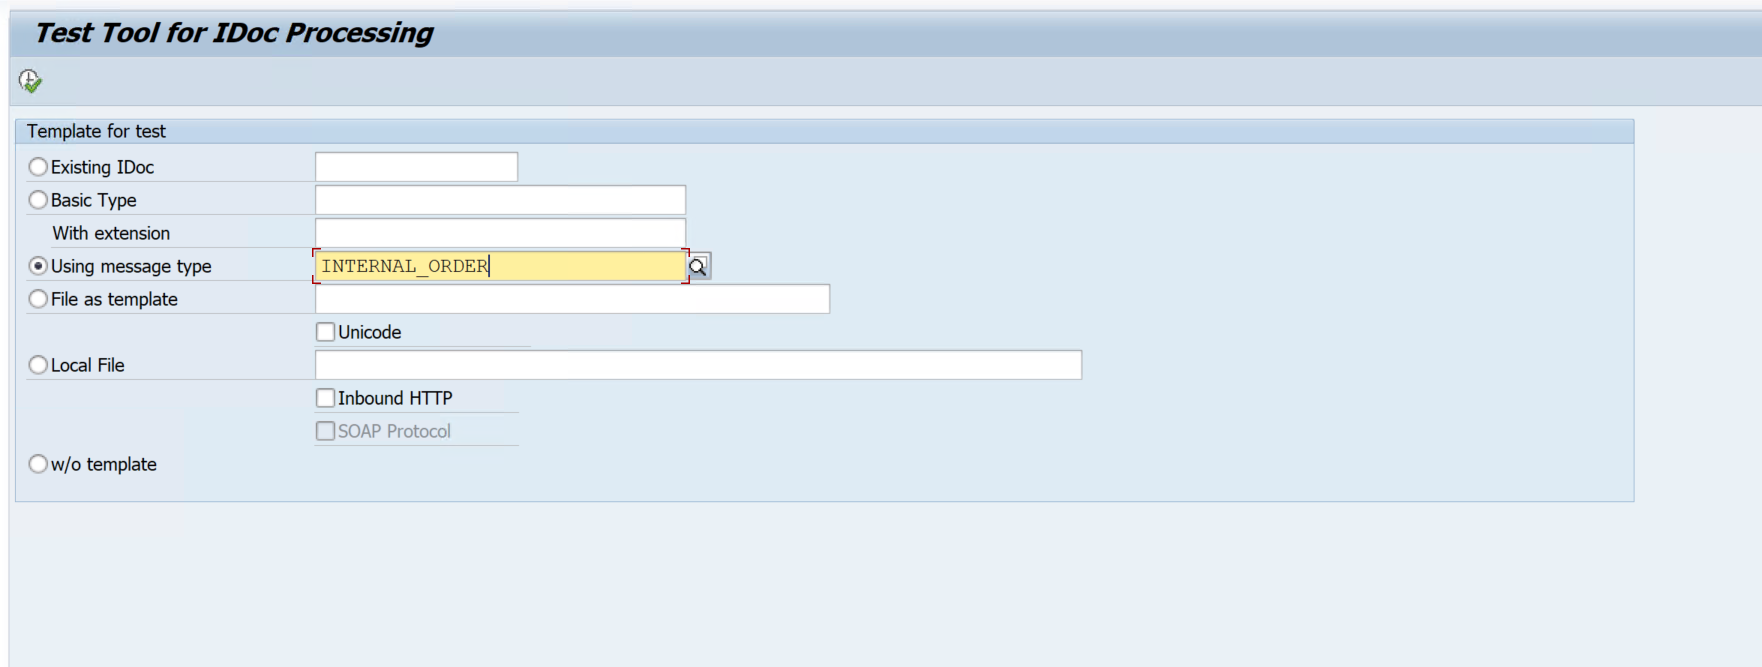 Test Tool for IDoc Processing
Template for test
Existing IDoc
Basic Type
With extension
Using message type INTERNAL_ORDER
File as template
Unicode
Local File
Inbound HTTP
SOAP Protocol
w/o template